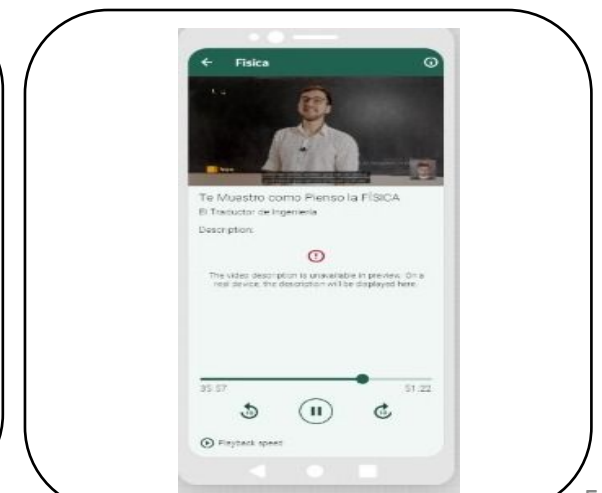 Fisica
Te Muestro como Pienso la FÍSICA
El Traductor de Ingeniería
Description:
The video description is unavailable in preview. On a
real device, the description will be displayed here.
35:57
51:22
Playback speed
5